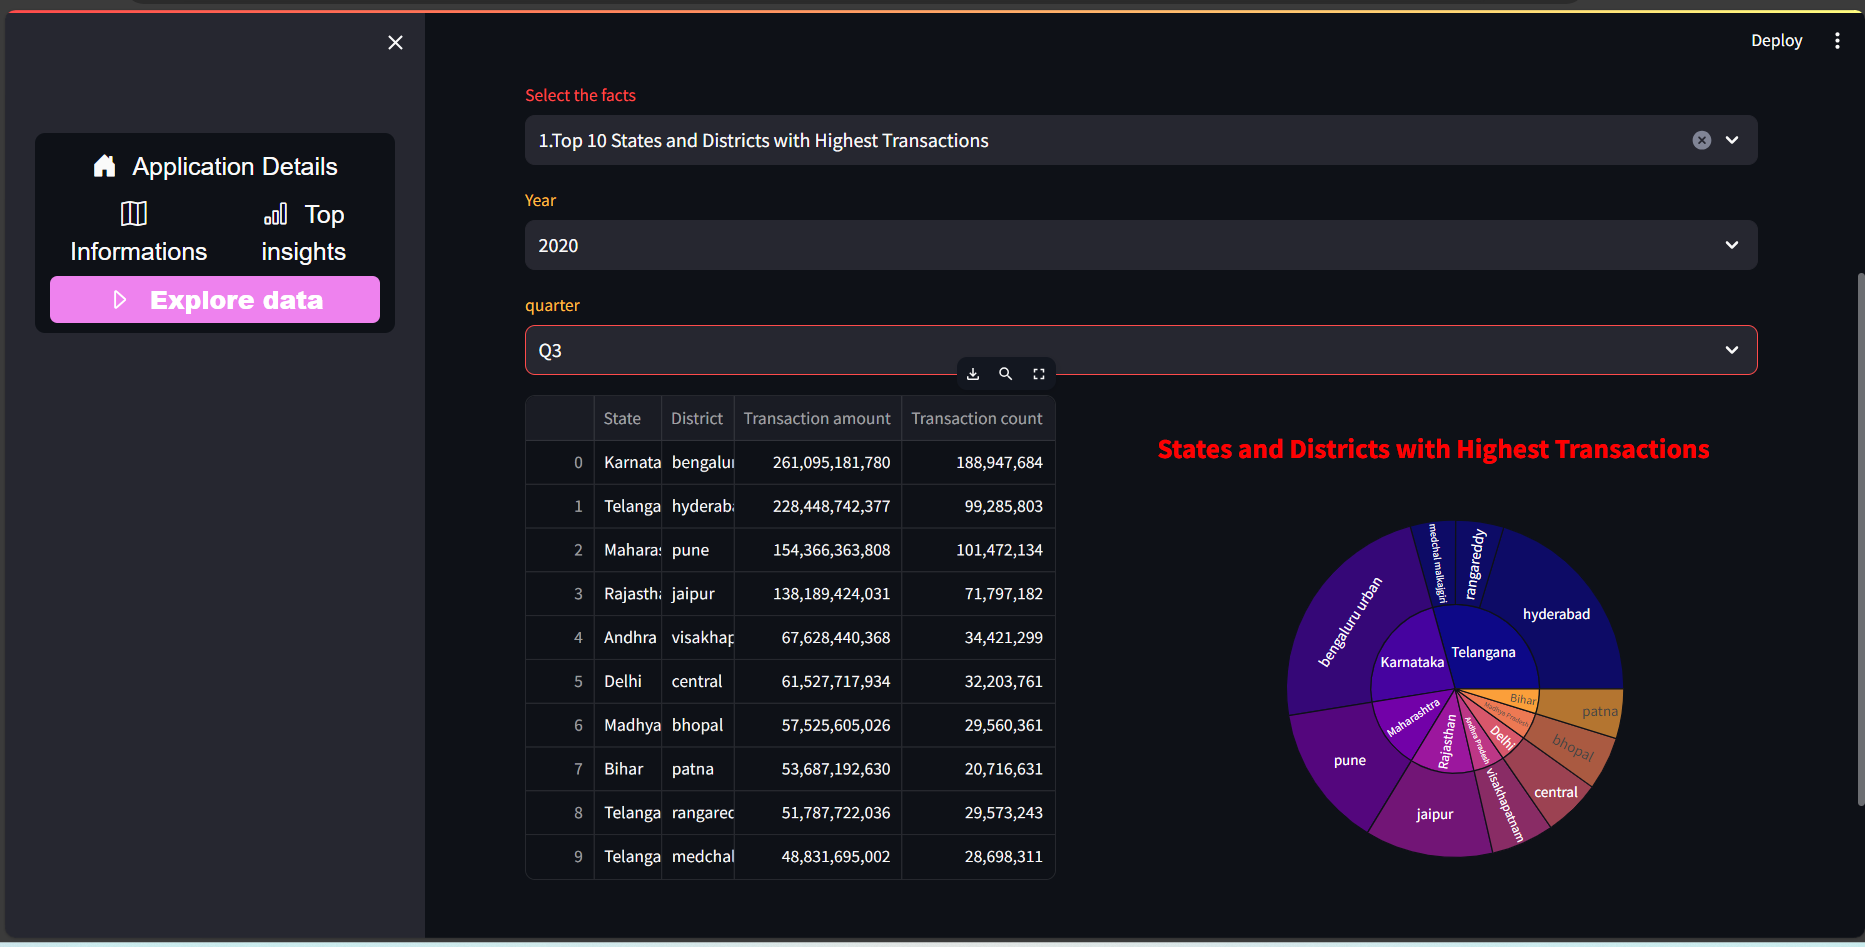 Deploy
Application Details
Informations
Top
insights
Explore data
Select the facts
1.Top 10 States and Districts with Highest Transactions
Year
2020
quarter
Q3
State District Transaction amount Transaction count
0 Karnata bengalur 261,095,181,780 188,947,684
1 Telanga hyderaba 228,448,742,377 99,285,803
2 Maharas pune 154,366,363,808 101,472,134
3 Rajastha jaipur 138,189,424,031 71,797,182
4 Andhra visakhap 67,628,440,368 34,421,299
5 Delhi central 61,527,717,934 32,203,761
6 Madhya bhopal 57,525,605,026 29,560,361
7 Bihar patna 53,687,192,630 20,716,631
8 Telanga rangared 51,787,722,036 29,573,243
9 Telanga medchal 48,831,695,002 28,698,311
States and Districts with Highest Transactions
medchal malkajgiri
rangareddy
hyderabad
bengaluru urban
Telangana
Karnataka
Bihar
patna
Maharashtra
Madhya Pradesh
Rajasthan
Andhra Pradesh
Delhi
bhopal
pune
central
visakhapatnam
jaipur